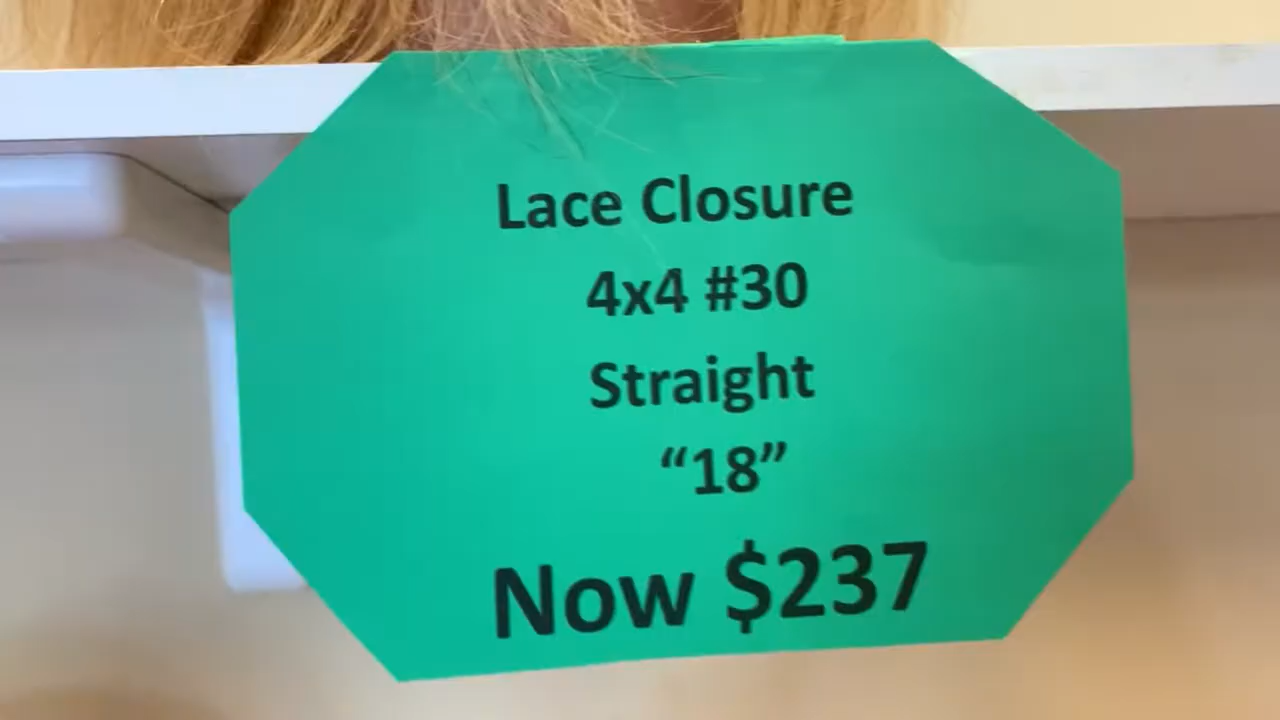 Lace Closure
4x4 #30
Straight
“18”
Now $237